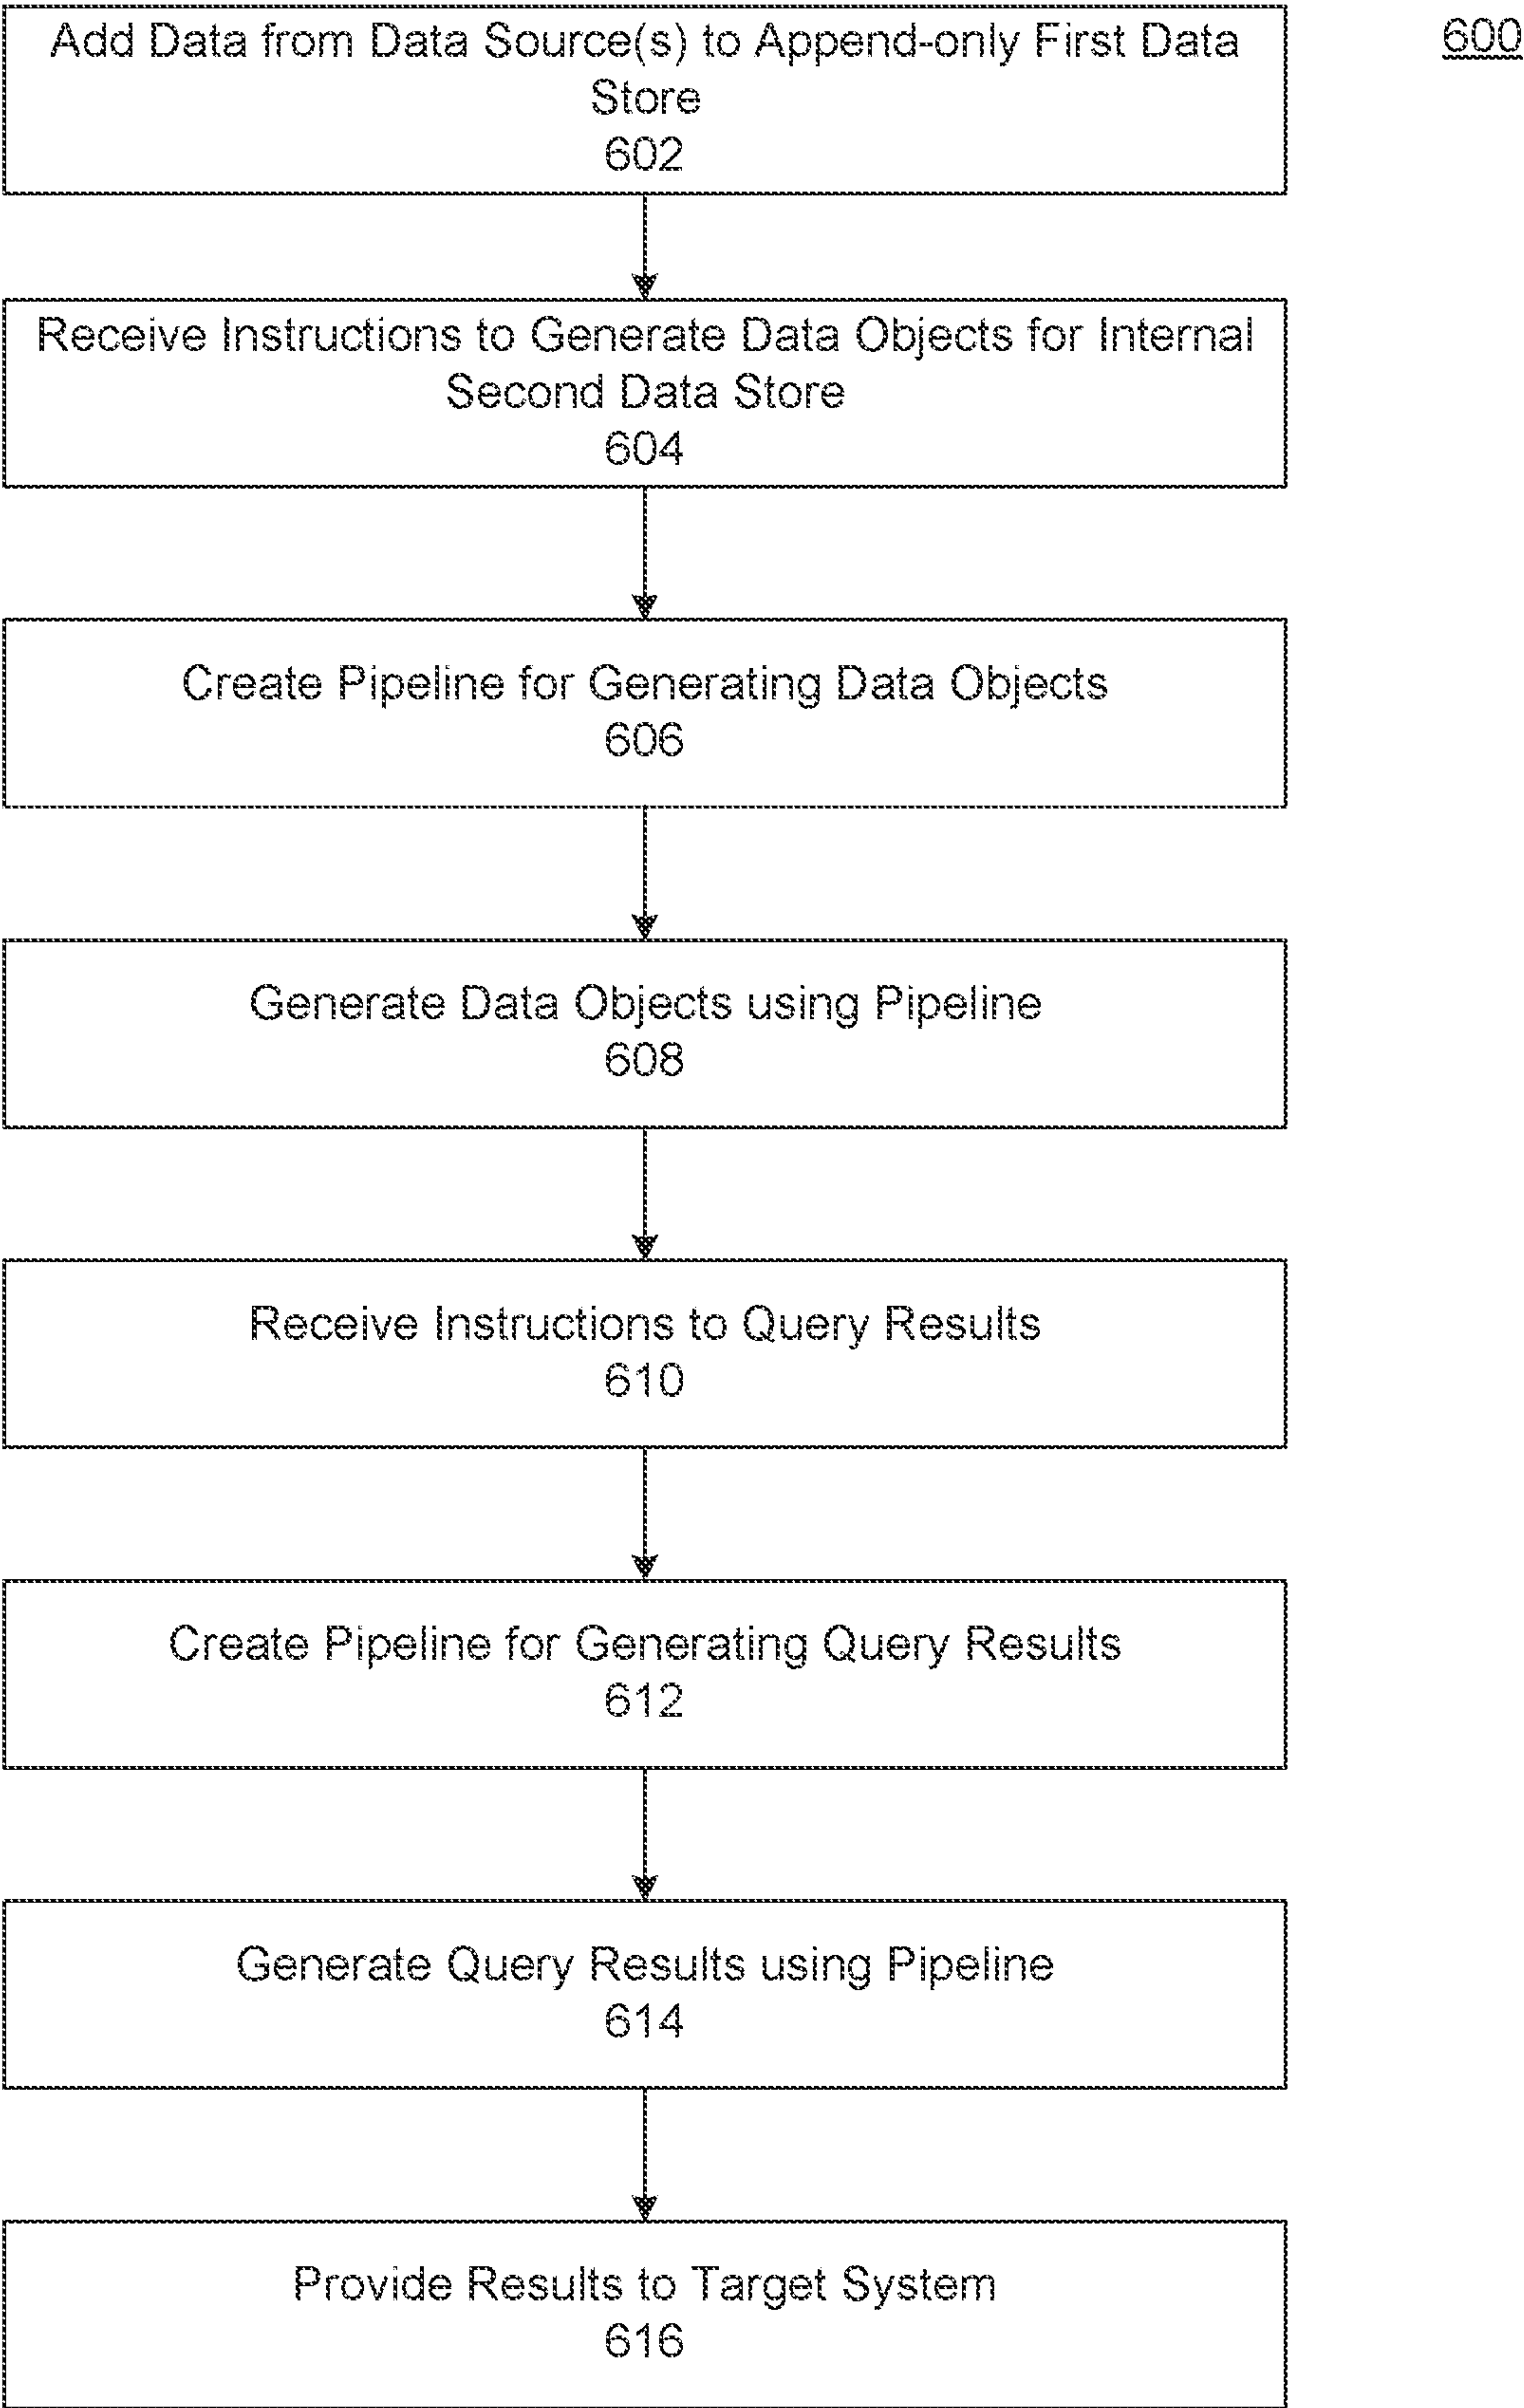 600
Add Data from Data Source(s) to Append-only First Data
Store
602
Receive Instructions to Generate Data Objects for Internal
Second Data Store
604
Create Pipeline for Generating Data Objects
606
Generate Data Objects using Pipeline
608
Receive Instructions to Query Results
610
Create Pipeline for Generating Query Results
612
Generate Query Results using Pipeline
614
Provide Results to Target System
616